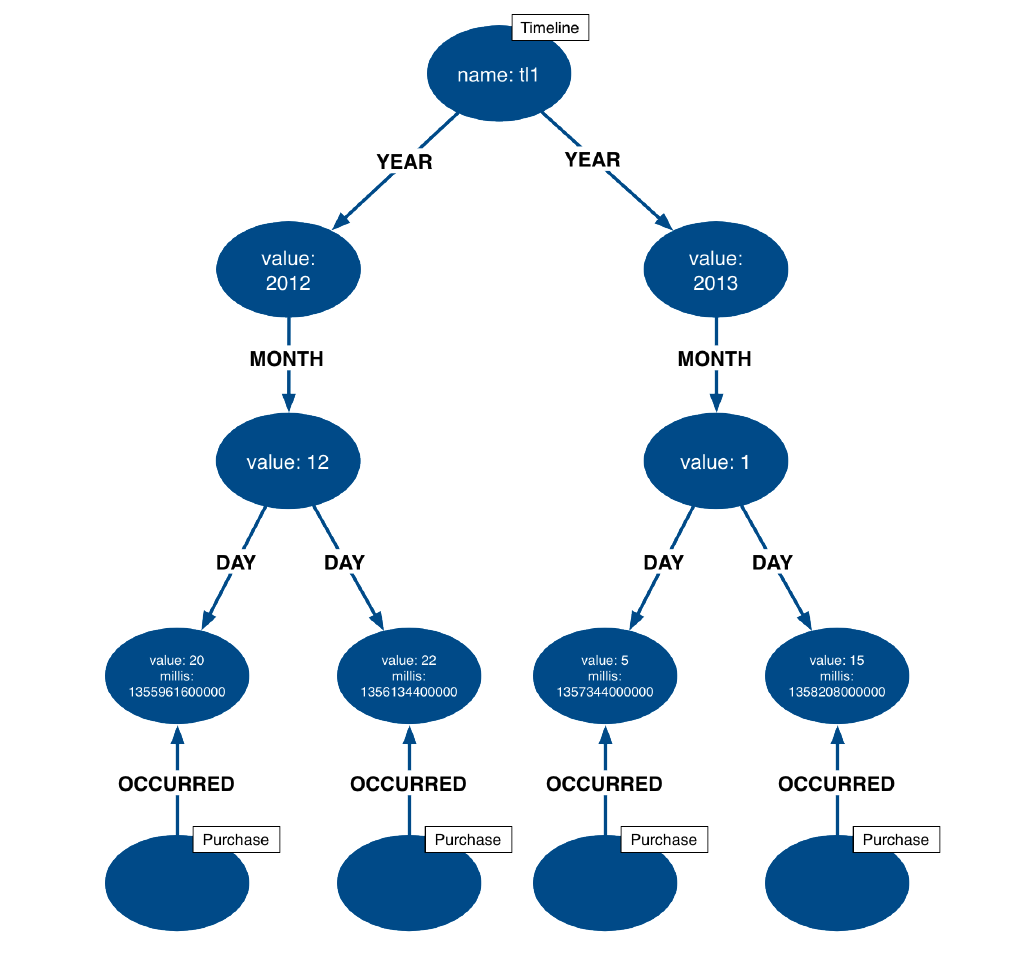 Timeline
name: tl1
YEAR
YEAR
value:
2012
value:
2013
MONTH
MONTH
value: 12
value: 1
DAY
DAY
DAY
DAY
value: 20
millis:
1355961600000
value: 22
millis:
1356134400000
value: 5
millis:
1357344000000
value: 15
millis:
1358208000000
OCCURRED
OCCURRED
OCCURRED
OCCURRED
Purchase
Purchase
Purchase
Purchase